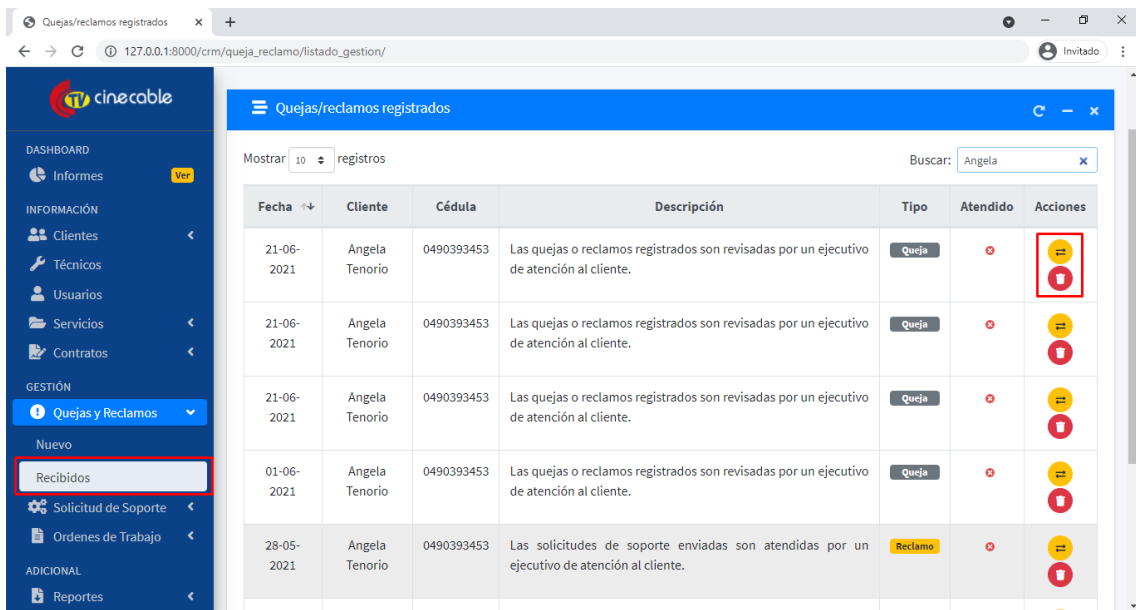 Quejas/reclamos registrados
127.0.0.1:8000/crm/queja_reclamo/listado_gestion/
Invitado
TV cinecable
DASHBOARD
Informes Ver
INFORMACIÓN
Clientes
Técnicos
Usuarios
Servicios
Contratos
GESTIÓN
Quejas y Reclamos
Nuevo
Recibidos
Solicitud de Soporte
Ordenes de Trabajo
ADICIONAL
Reportes
Quejas/reclamos registrados
Mostrar 10 registros
Buscar: Angela
Fecha Cliente Cédula Descripción Tipo Atendido Acciones
21-06- Angela 0490393453 Las quejas o reclamos registrados son revisadas por un ejecutivo Queja
2021 Tenorio de atención al cliente.
21-06- Angela 0490393453 Las quejas o reclamos registrados son revisadas por un ejecutivo Queja
2021 Tenorio de atención al cliente.
21-06- Angela 0490393453 Las quejas o reclamos registrados son revisadas por un ejecutivo Queja
2021 Tenorio de atención al cliente.
01-06- Angela 0490393453 Las quejas o reclamos registrados son revisadas por un ejecutivo Queja
2021 Tenorio de atención al cliente.
28-05- Angela 0490393453 Las solicitudes de soporte enviadas son atendidas por un Reclamo
2021 Tenorio ejecutivo de atención al cliente.